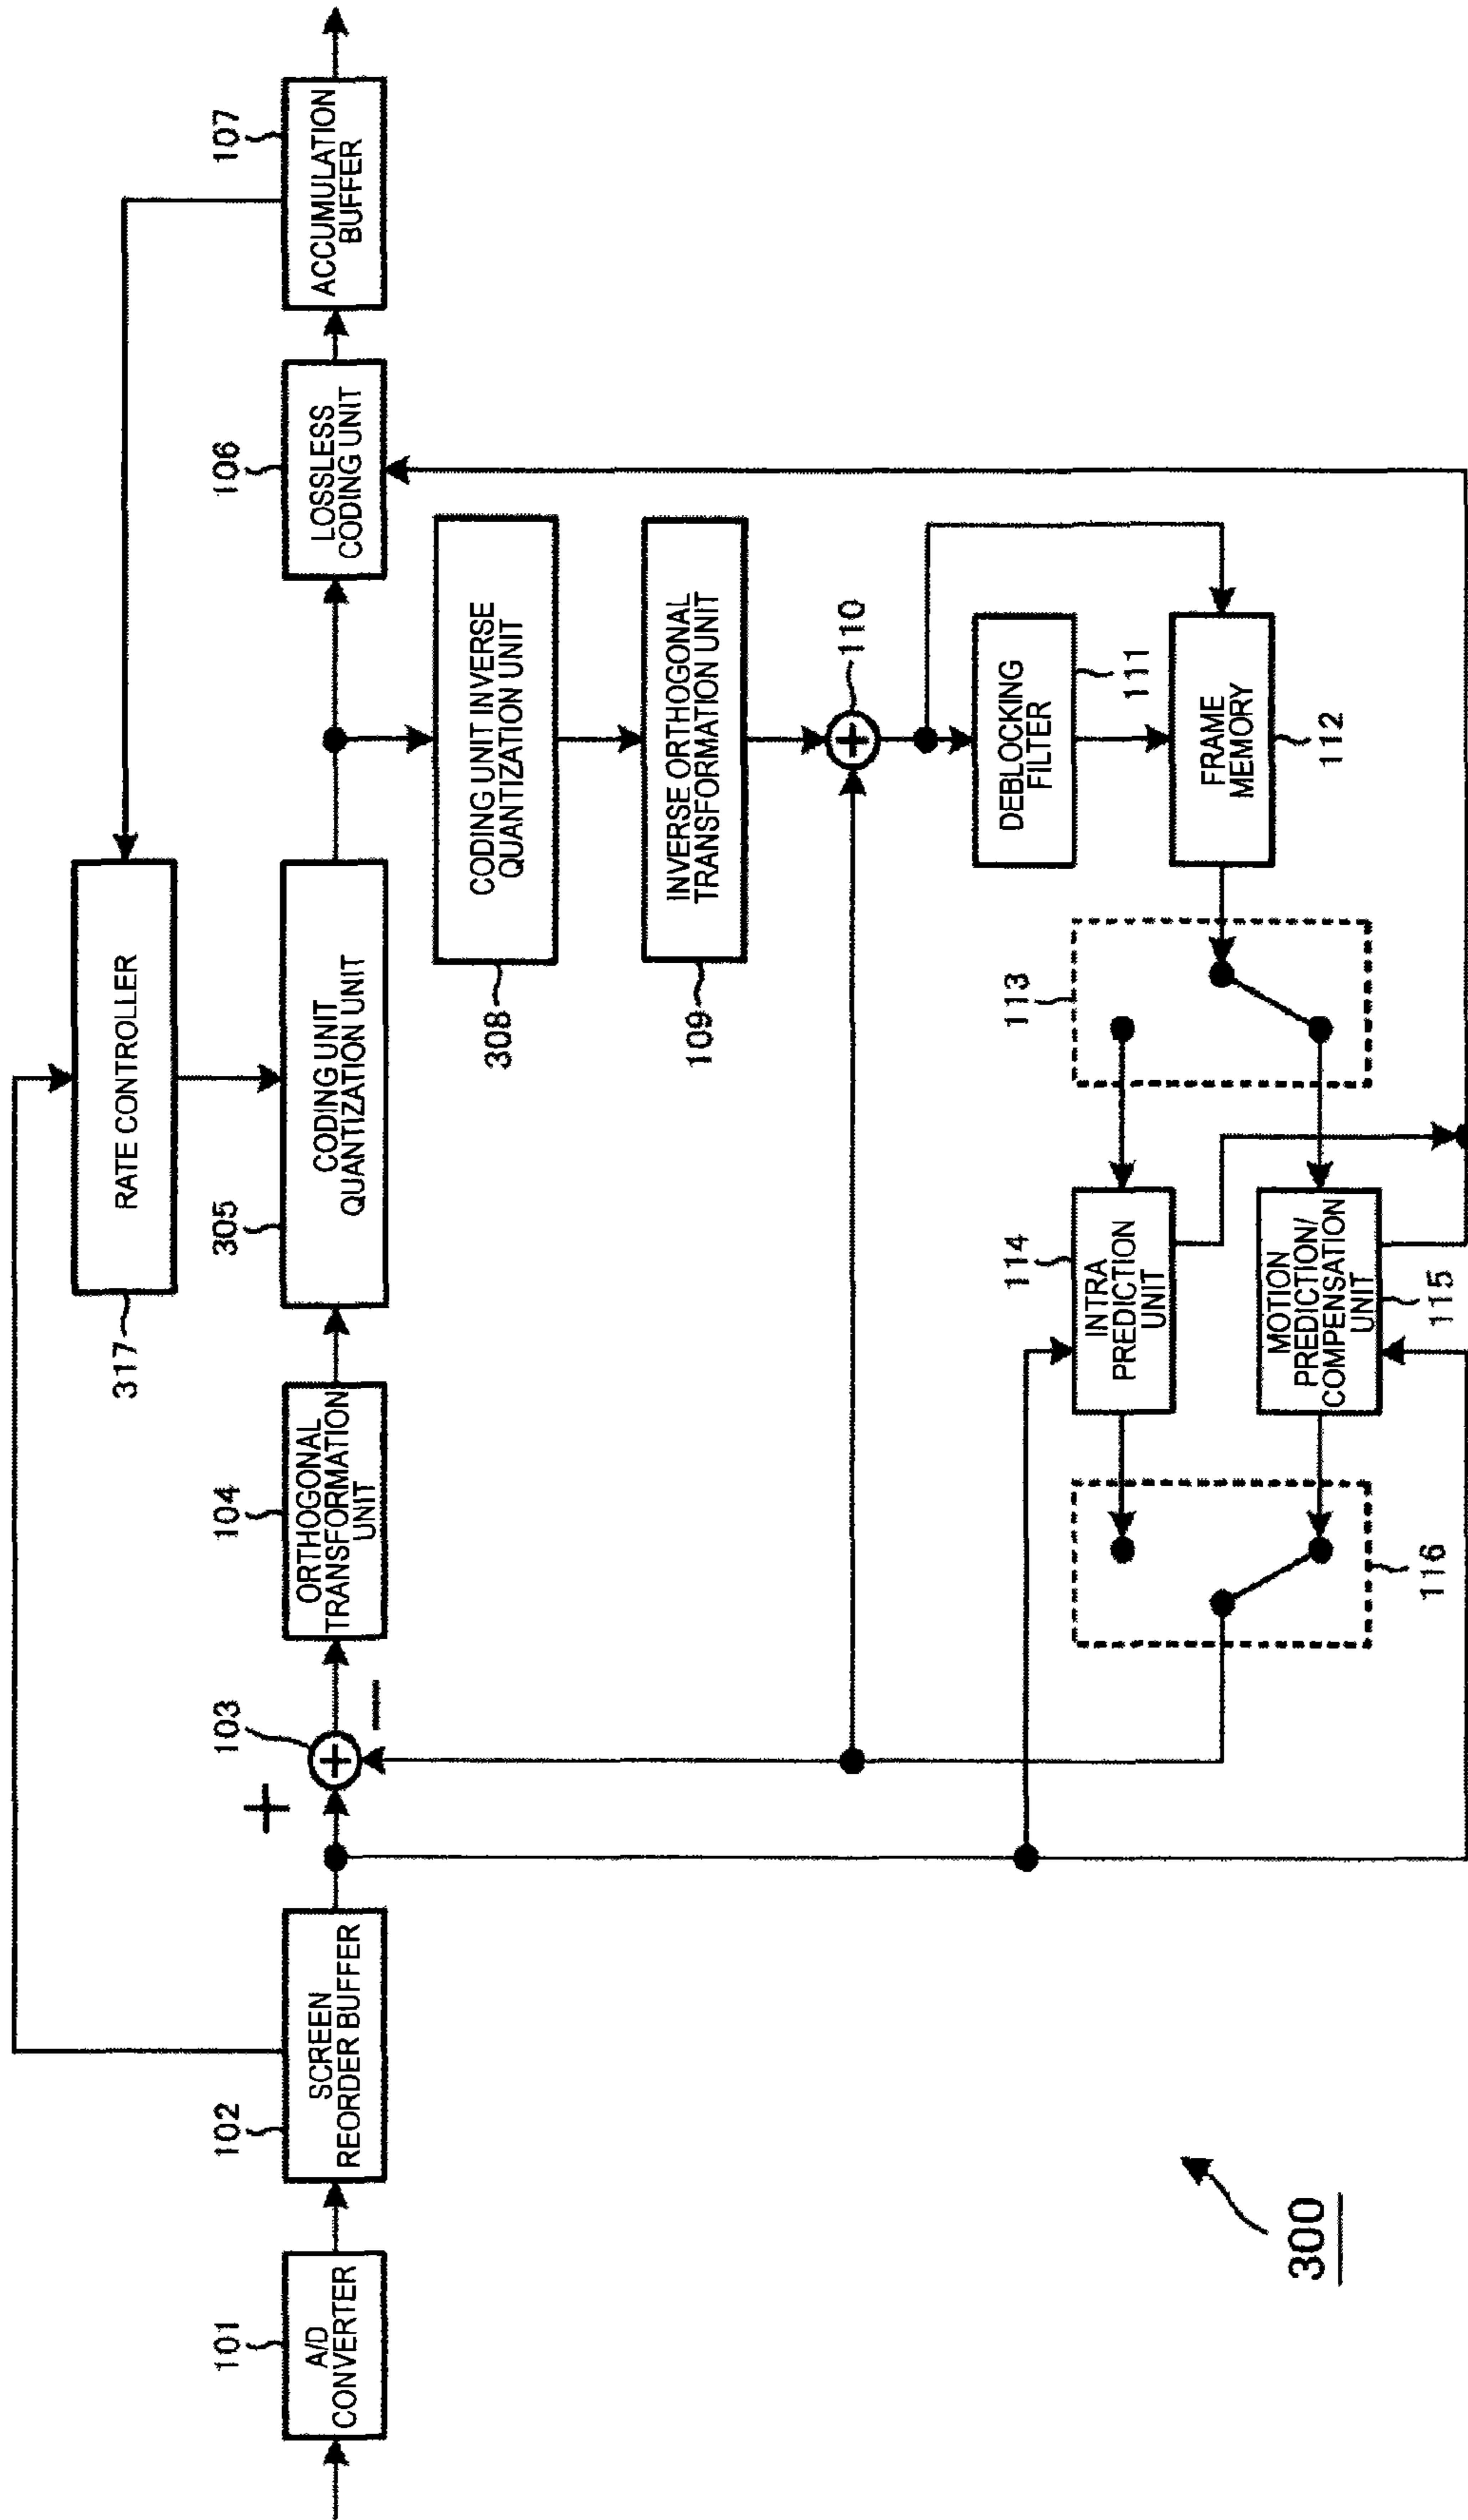 317
RATE CONTROLLER
101
A/D
CONVERTER
102
SCREEN
REORDER BUFFER
+
103
+
−
104
ORTHOGONAL
TRANSFORMATION
UNIT
305
CODING UNIT
QUANTIZATION UNIT
106
LOSSLESS
CODING UNIT
107
ACCUMULATION
BUFFER
308
CODING UNIT INVERSE
QUANTIZATION UNIT
109
INVERSE ORTHOGONAL
TRANSFORMATION UNIT
+
110
DEBLOCKING
FILTER
111
FRAME
MEMORY
112
113
114
INTRA
PREDICTION
UNIT
MOTION
PREDICTION/
COMPENSATION
UNIT
115
116
300